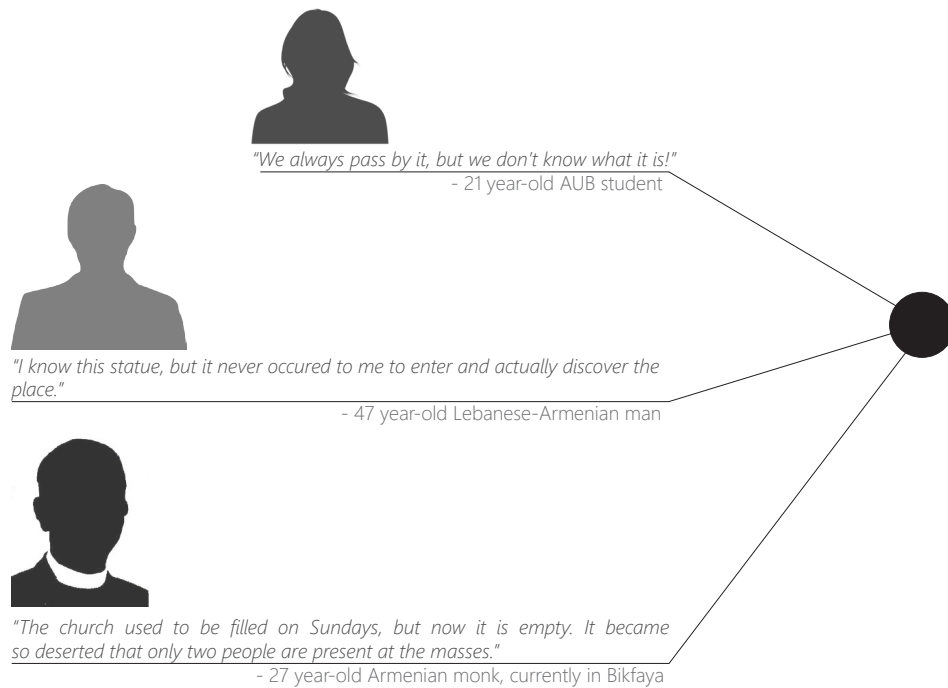 "We always pass by it, but we don't know what it is!"
- 21 year-old AUB student
"I know this statue, but it never occured to me to enter and actually discover the
place."
- 47 year-old Lebanese-Armenian man
"The church used to be filled on Sundays, but now it is empty. It became
so deserted that only two people are present at the masses."
- 27 year-old Armenian monk, currently in Bikfaya